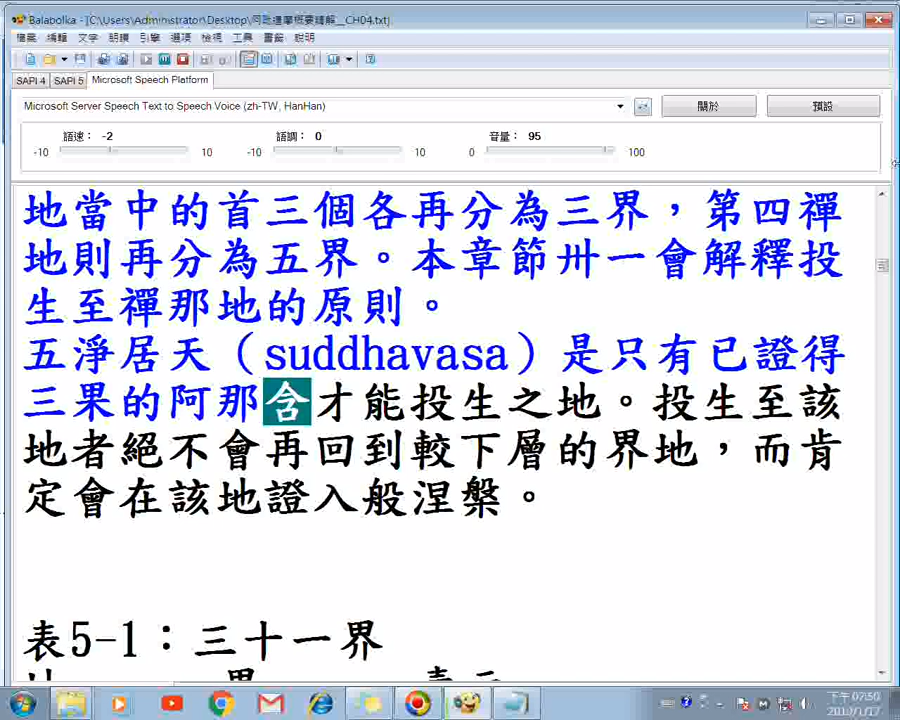 Balabolka - [C:\Users\Administrator\Desktop\阿毗達摩概要精解__CH04.txt]
檔案 編輯 文字 朗讀 引擎 選項 檢視 工具 書籤 說明
SAPI 4 SAPI 5 Microsoft Speech Platform
Microsoft Server Speech Text to Speech Voice (zh-TW, HanHan) 關於 預設
語速： -2 語調： 0 音量： 95
-10 10 -10 10 0 100
地當中的首三個各再分為三界，第四禪
地則再分為五界。本章節卅一會解釋投
生至禪那地的原則。
五淨居天（suddhavasa）是只有已證得
三果的阿那含才能投生之地。投生至該
地者絕不會再回到較下層的界地，而肯
定會在該地證入般涅槃。
表5-1：三十一界
下午 07:50